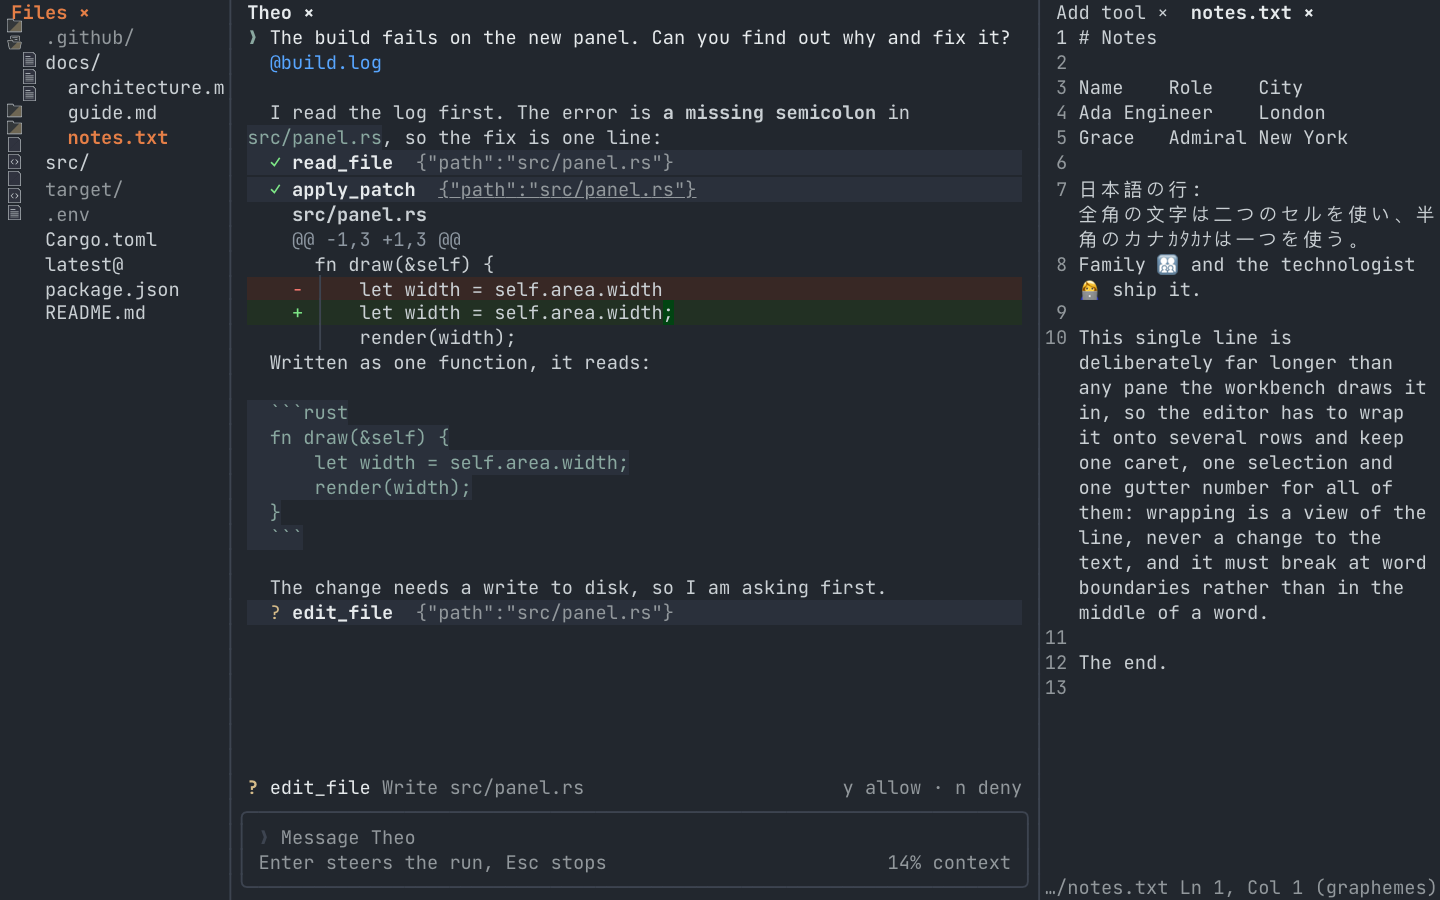 Files ×
.github/
docs/
architecture.m
guide.md
notes.txt
src/
target/
.env
Cargo.toml
latest@
package.json
README.md
Theo ×
❫ The build fails on the new panel. Can you find out why and fix it?
@build.log
I read the log first. The error is a missing semicolon in
src/panel.rs, so the fix is one line:
✓ read_file {"path":"src/panel.rs"}
✓ apply_patch {"path":"src/panel.rs"}
src/panel.rs
@@ -1,3 +1,3 @@
fn draw(&self) {
- let width = self.area.width
+ let width = self.area.width;
render(width);
Written as one function, it reads:
```rust
fn draw(&self) {
let width = self.area.width;
render(width);
}
```
The change needs a write to disk, so I am asking first.
? edit_file {"path":"src/panel.rs"}
? edit_file Write src/panel.rs y allow · n deny
❫ Message Theo
Enter steers the run, Esc stops 14% context
Add tool × notes.txt ×
1 # Notes
2
3 Name Role City
4 Ada Engineer London
5 Grace Admiral New York
6
7 日本語の行:
全角の文字は二つのセルを使い、半
角のカナｶﾀｶﾅは一つを使う。
8 Family 👪 and the technologist
👩‍💻 ship it.
9
10 This single line is
deliberately far longer than
any pane the workbench draws it
in, so the editor has to wrap
it onto several rows and keep
one caret, one selection and
one gutter number for all of
them: wrapping is a view of the
line, never a change to the
text, and it must break at word
boundaries rather than in the
middle of a word.
11
12 The end.
13
…/notes.txt Ln 1, Col 1 (graphemes)